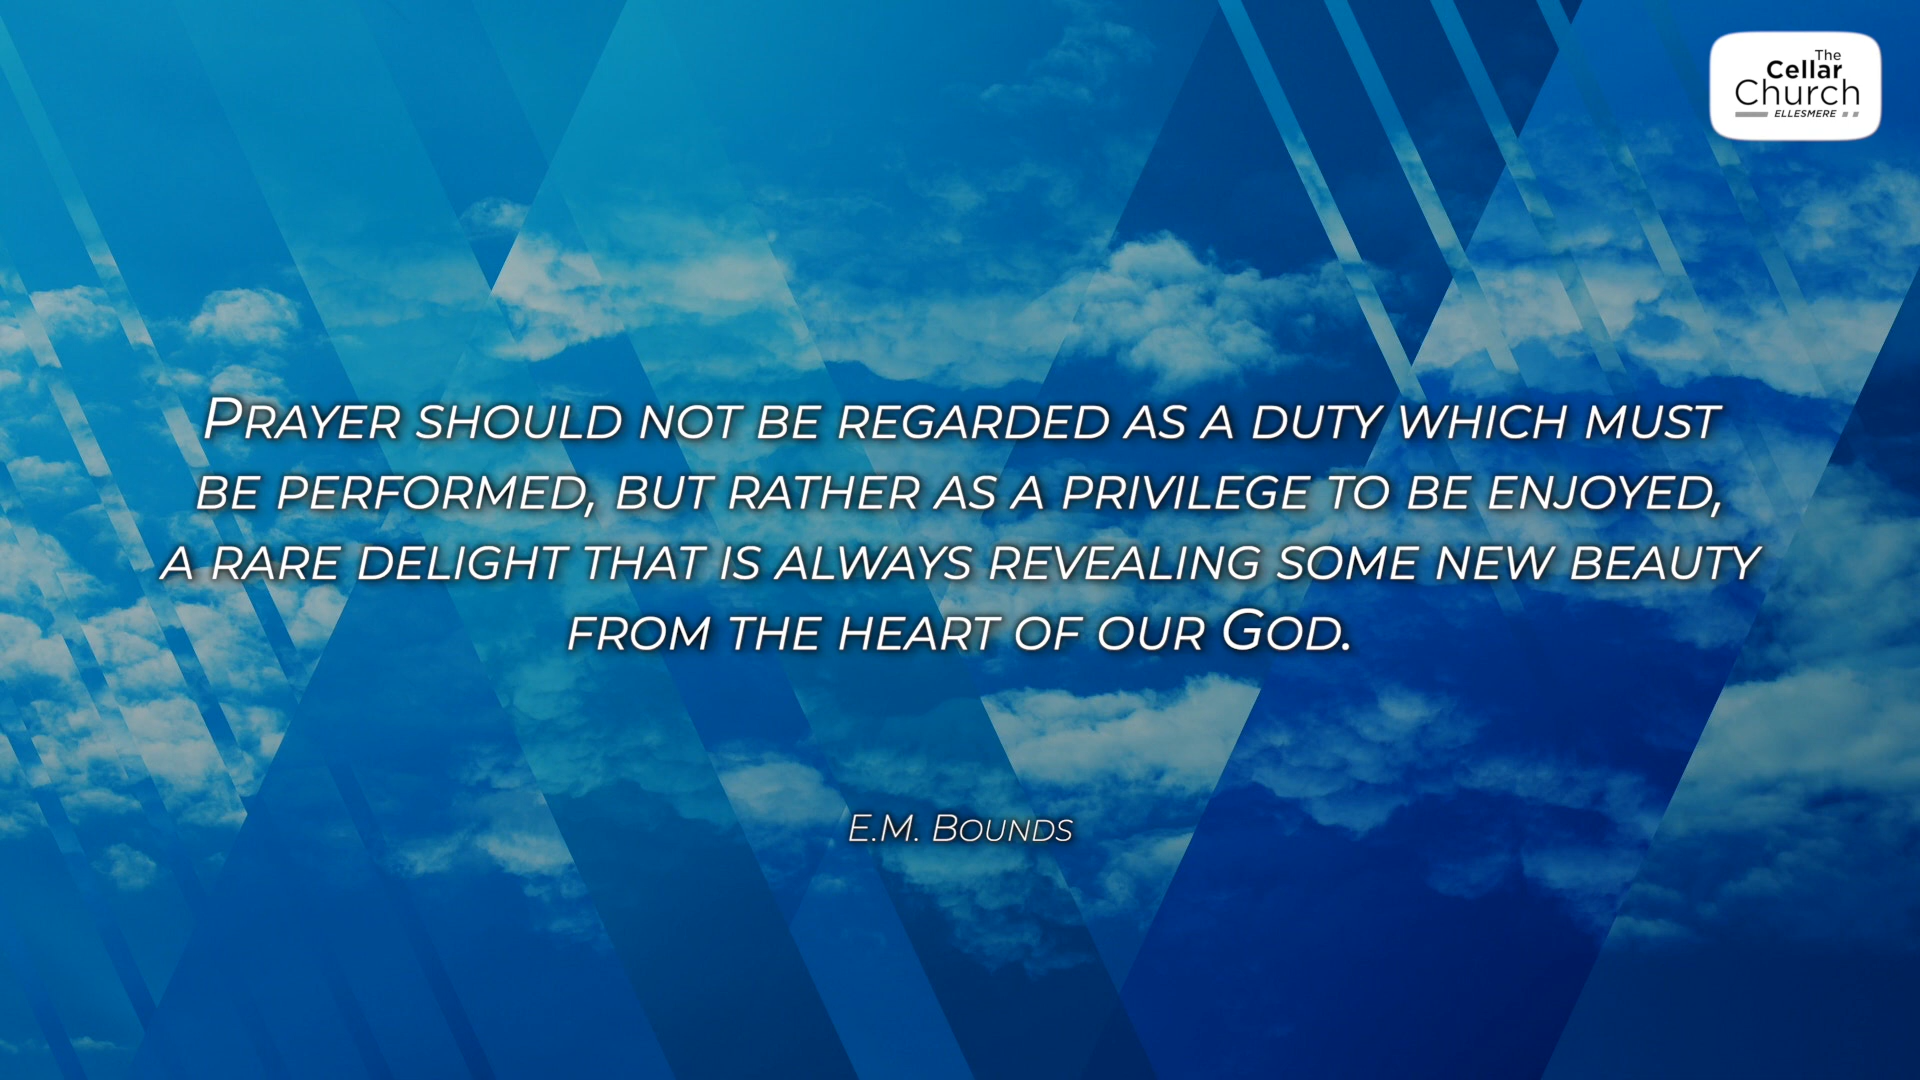 The
Cellar
Church
ELLESMERE
Prayer should not be regarded as a duty which must
be performed, but rather as a privilege to be enjoyed,
a rare delight that is always revealing some new beauty
from the heart of our God.
E.M. Bounds